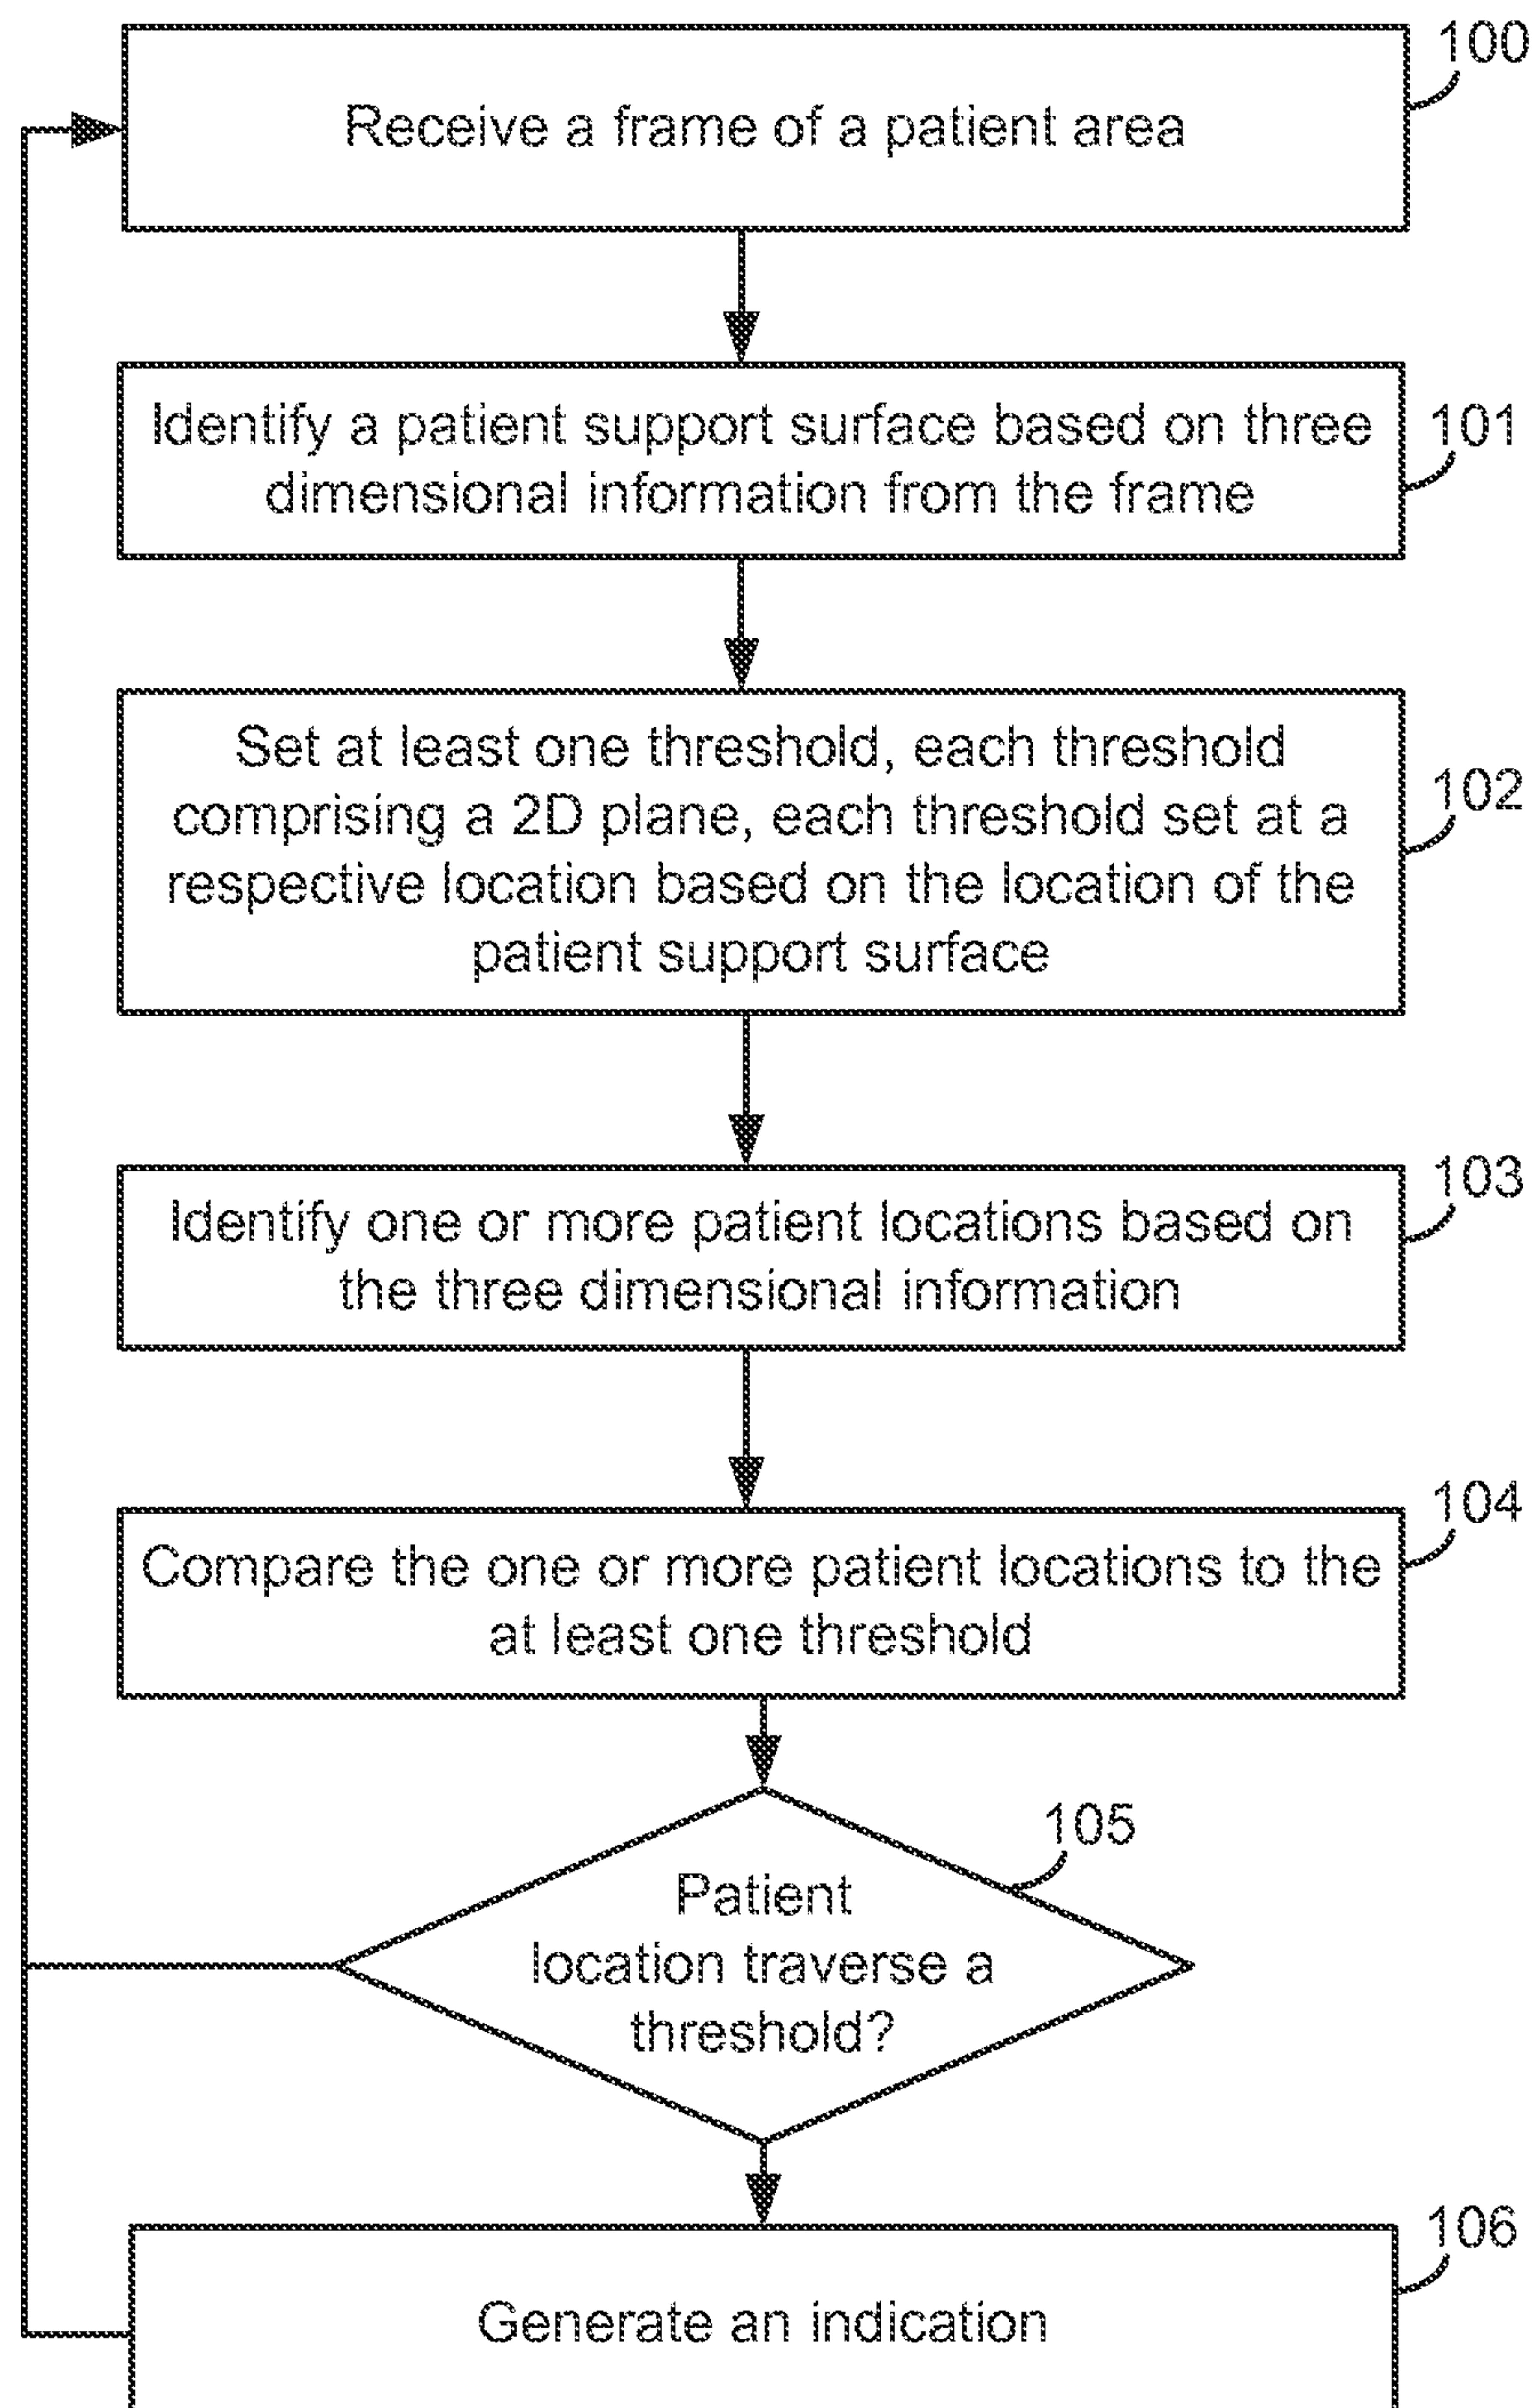 100
Receive a frame of a patient area
Identify a patient support surface based on three
101
dimensional information from the frame
Set at least one threshold, each threshold
102
comprising a 2D plane, each threshold set at a
respective location based on the location of the
patient support surface
103
Identify one or more patient locations based on
the three dimensional information
104
Compare the one or more patient locations to the
at least one threshold
105
Patient
location traverse a
threshold?
106
Generate an indication